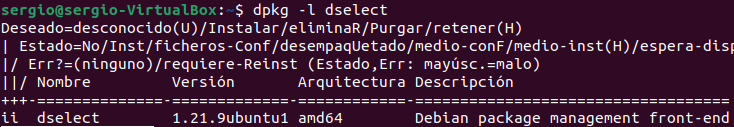 sergio@sergio-VirtualBox:~$ dpkg -l dselect
Deseado=desconocido(U)/Instalar/eliminaR/Purgar/retener(H)
| Estado=No/Inst/ficheros-Conf/desempaqUetado/medio-conF/medio-inst(H)/espera-disp
|/ Err?=(ninguno)/requiere-Reinst (Estado,Err: mayúsc.=malo)
||/ Nombre         Versión        Arquitectura Descripción
+++-==============-==============-============-=================================
ii  dselect        1.21.9ubuntu1  amd64        Debian package management front-end